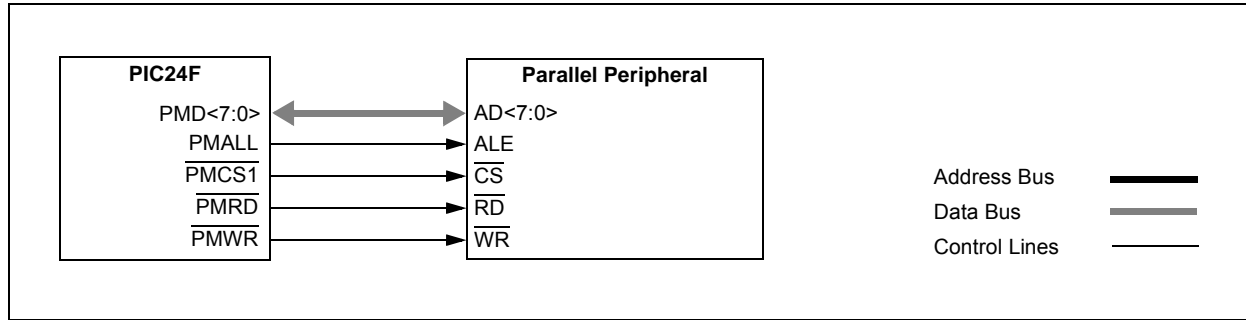 PIC24F
PMD<7:0>
PMALL
PMCS1
PMRD
PMWR
Parallel Peripheral
AD<7:0>
ALE
CS
RD
WR
Address Bus
Data Bus
Control Lines